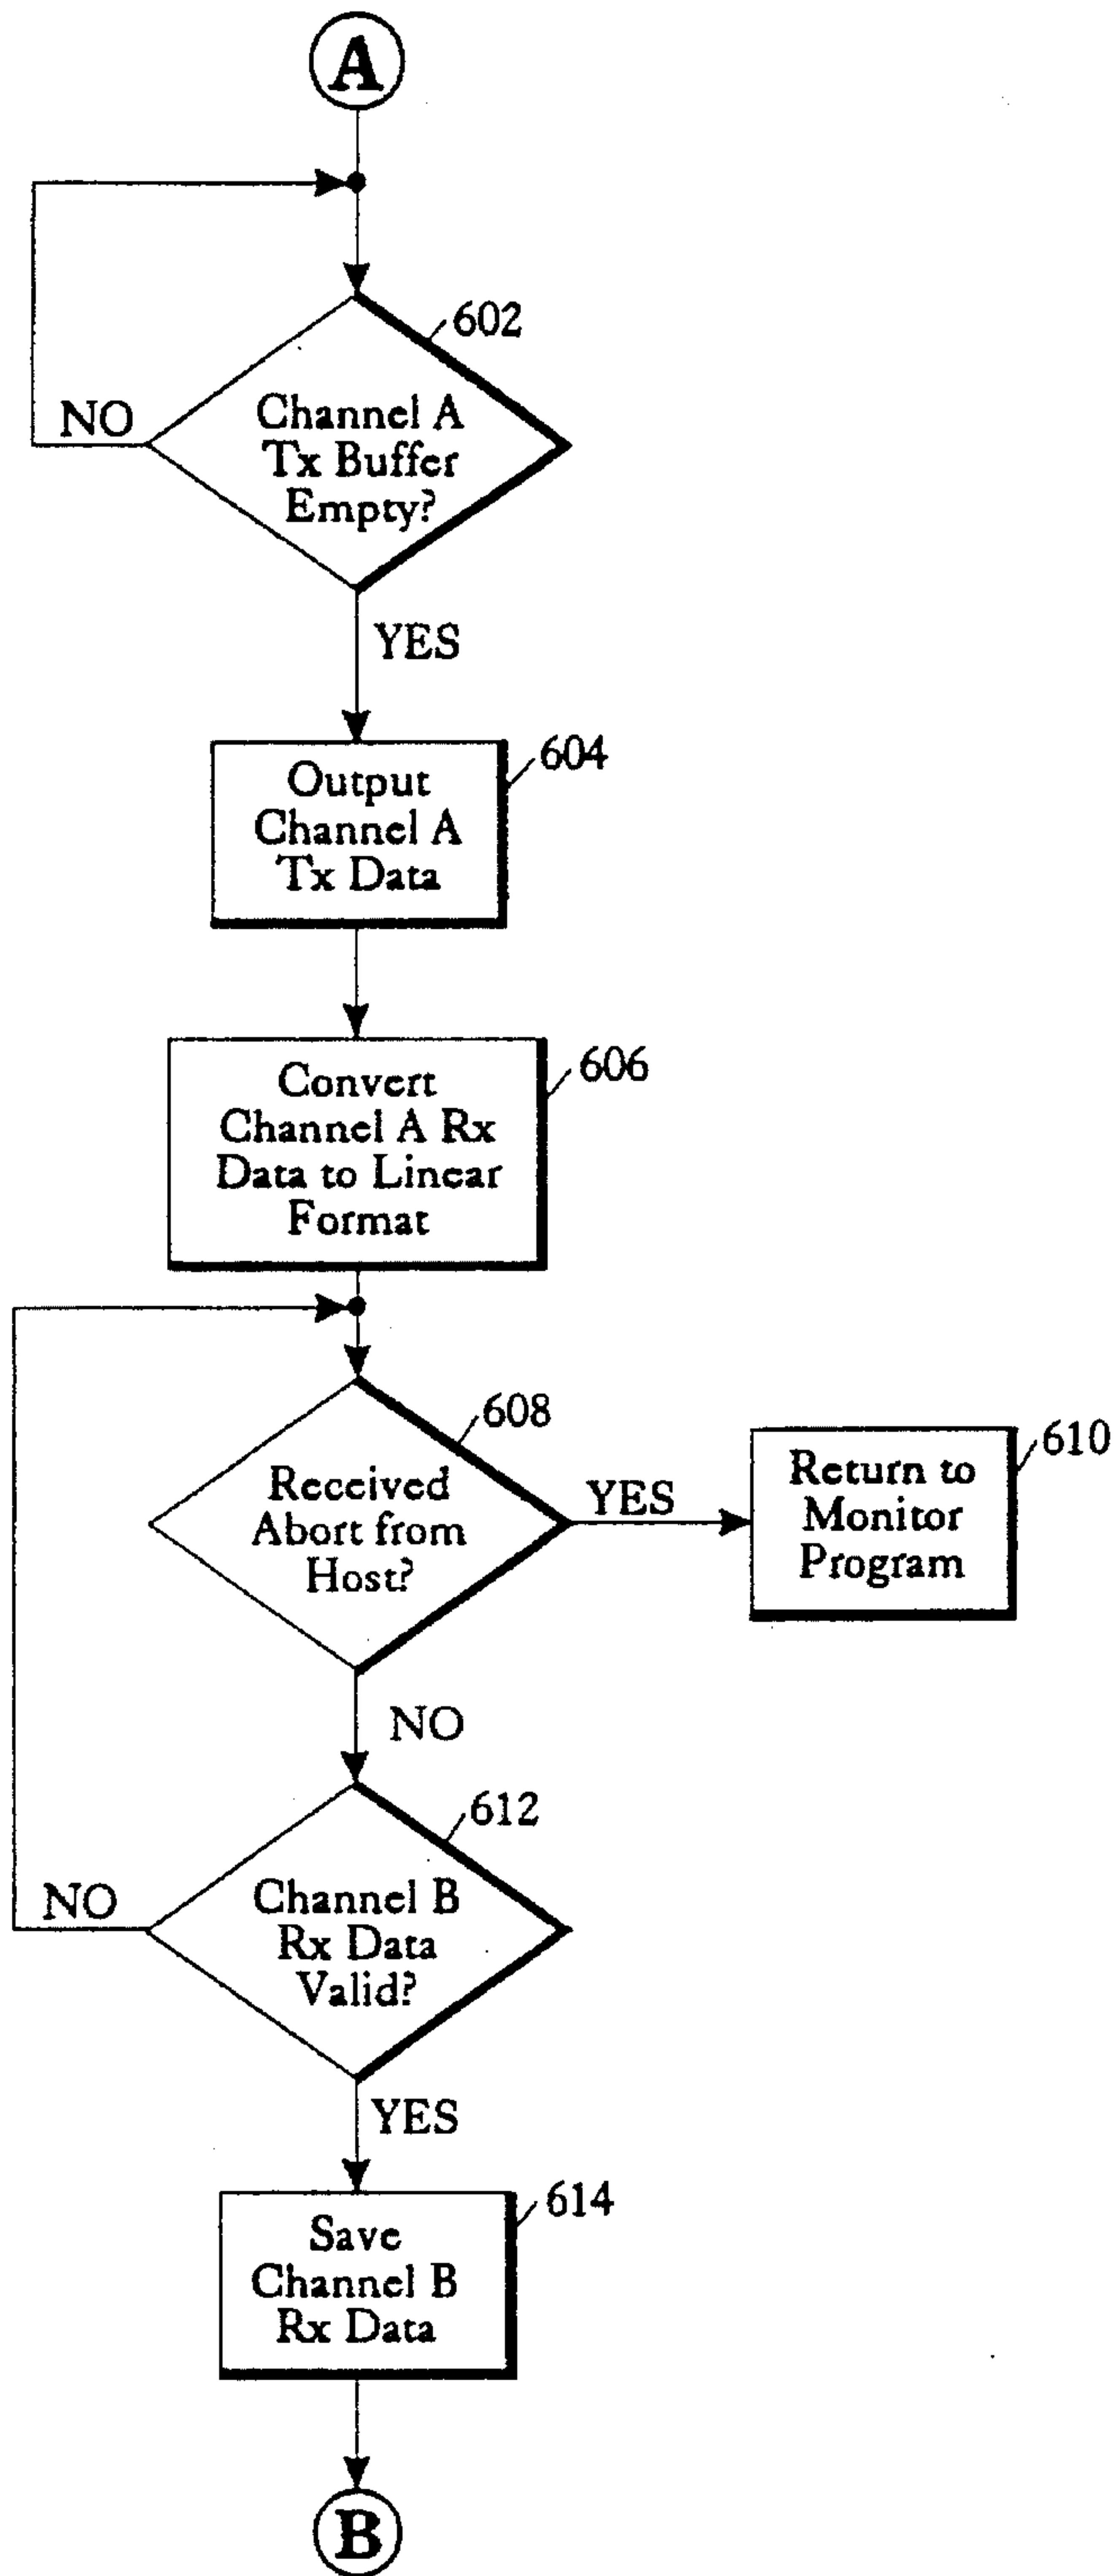 A
602
Channel A
Tx Buffer
Empty?
NO
YES
604
Output
Channel A
Tx Data
606
Convert
Channel A Rx
Data to Linear
Format
608
Received
Abort from
Host?
YES
610
Return to
Monitor
Program
NO
612
Channel B
Rx Data
Valid?
NO
YES
614
Save
Channel B
Rx Data
B